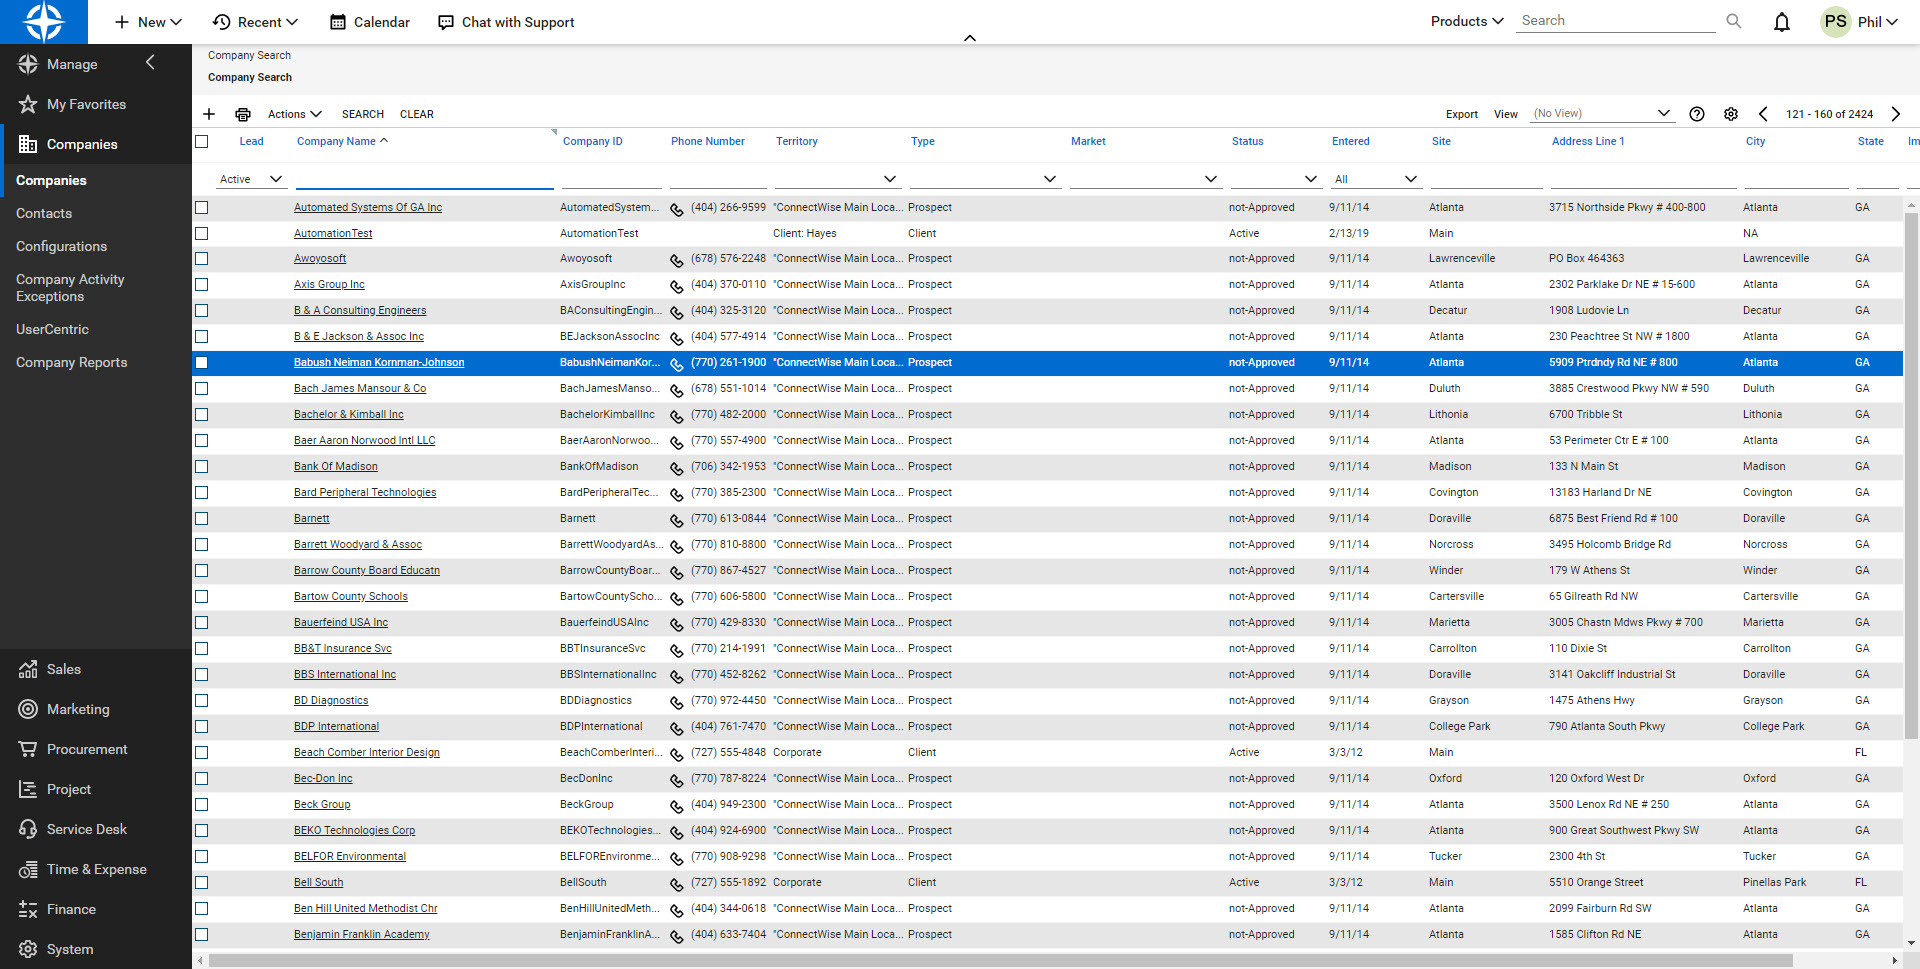 New Recent Calendar Chat with Support Products Search PS Phil
Manage
My Favorites
Companies
Companies
Contacts
Configurations
Company Activity
Exceptions
UserCentric
Company Reports
Sales
Marketing
Procurement
Project
Service Desk
Time & Expense
Finance
System
Company Search
Company Search
Actions SEARCH CLEAR Export View (No View) 121 - 160 of 2424
Lead Company Name Company ID Phone Number Territory Type Market Status Entered Site Address Line 1 City State Im
Active All
Automated Systems Of GA Inc AutomatedSystem... (404) 266-9599 "ConnectWise Main Loca... Prospect not-Approved 9/11/14 Atlanta 3715 Northside Pkwy # 400-800 Atlanta GA
AutomationTest AutomationTest Client: Hayes Client Active 2/13/19 Main NA
Awoyosoft Awoyosoft (678) 576-2248 "ConnectWise Main Loca... Prospect not-Approved 9/11/14 Lawrenceville PO Box 464363 Lawrenceville GA
Axis Group Inc AxisGroupInc (404) 370-0110 "ConnectWise Main Loca... Prospect not-Approved 9/11/14 Atlanta 2302 Parklake Dr NE # 15-600 Atlanta GA
B & A Consulting Engineers BAConsultingEngin... (404) 325-3120 "ConnectWise Main Loca... Prospect not-Approved 9/11/14 Decatur 1908 Ludovie Ln Decatur GA
B & E Jackson & Assoc Inc BEJacksonAssocInc (404) 577-4914 "ConnectWise Main Loca... Prospect not-Approved 9/11/14 Atlanta 230 Peachtree St NW # 1800 Atlanta GA
Babush Neiman Kornman-Johnson BabushNeimanKor... (770) 261-1900 "ConnectWise Main Loca... Prospect not-Approved 9/11/14 Atlanta 5909 Ptrdndy Rd NE # 800 Atlanta GA
Bach James Mansour & Co BachJamesManso... (678) 551-1014 "ConnectWise Main Loca... Prospect not-Approved 9/11/14 Duluth 3885 Crestwood Pkwy NW # 590 Duluth GA
Bachelor & Kimball Inc BachelorKimballInc (770) 482-2000 "ConnectWise Main Loca... Prospect not-Approved 9/11/14 Lithonia 6700 Tribble St Lithonia GA
Baer Aaron Norwood Intl LLC BaerAaronNorwoo... (770) 557-4900 "ConnectWise Main Loca... Prospect not-Approved 9/11/14 Atlanta 53 Perimeter Ctr E # 100 Atlanta GA
Bank Of Madison BankOfMadison (706) 342-1953 "ConnectWise Main Loca... Prospect not-Approved 9/11/14 Madison 133 N Main St Madison GA
Bard Peripheral Technologies BardPeripheralTec... (770) 385-2300 "ConnectWise Main Loca... Prospect not-Approved 9/11/14 Covington 13183 Harland Dr NE Covington GA
Barnett Barnett (770) 613-0844 "ConnectWise Main Loca... Prospect not-Approved 9/11/14 Doraville 6875 Best Friend Rd # 100 Doraville GA
Barrett Woodyard & Assoc BarrettWoodyardAs... (770) 810-8800 "ConnectWise Main Loca... Prospect not-Approved 9/11/14 Norcross 3495 Holcomb Bridge Rd Norcross GA
Barrow County Board Educatn BarrowCountyBoar... (770) 867-4527 "ConnectWise Main Loca... Prospect not-Approved 9/11/14 Winder 179 W Athens St Winder GA
Bartow County Schools BartowCountyScho... (770) 606-5800 "ConnectWise Main Loca... Prospect not-Approved 9/11/14 Cartersville 65 Gilreath Rd NW Cartersville GA
Bauerfeind USA Inc BauerfeindUSAInc (770) 429-8330 "ConnectWise Main Loca... Prospect not-Approved 9/11/14 Marietta 3005 Chastn Mdws Pkwy # 700 Marietta GA
BB&T Insurance Svc BBTInsuranceSvc (770) 214-1991 "ConnectWise Main Loca... Prospect not-Approved 9/11/14 Carrollton 110 Dixie St Carrollton GA
BBS International Inc BBSInternationalInc (770) 452-8262 "ConnectWise Main Loca... Prospect not-Approved 9/11/14 Doraville 3141 Oakcliff Industrial St Doraville GA
BD Diagnostics BDDiagnostics (770) 972-4450 "ConnectWise Main Loca... Prospect not-Approved 9/11/14 Grayson 1475 Athens Hwy Grayson GA
BDP International BDPInternational (404) 761-7470 "ConnectWise Main Loca... Prospect not-Approved 9/11/14 College Park 790 Atlanta South Pkwy College Park GA
Beach Comber Interior Design BeachComberInteri... (727) 555-4848 Corporate Client Active 3/3/12 Main FL
Bec-Don Inc BecDonInc (770) 787-8224 "ConnectWise Main Loca... Prospect not-Approved 9/11/14 Oxford 120 Oxford West Dr Oxford GA
Beck Group BeckGroup (404) 949-2300 "ConnectWise Main Loca... Prospect not-Approved 9/11/14 Atlanta 3500 Lenox Rd NE # 250 Atlanta GA
BEKO Technologies Corp BEKOTechnologies... (404) 924-6900 "ConnectWise Main Loca... Prospect not-Approved 9/11/14 Atlanta 900 Great Southwest Pkwy SW Atlanta GA
BELFOR Environmental BELFOREnvironme... (770) 908-9298 "ConnectWise Main Loca... Prospect not-Approved 9/11/14 Tucker 2300 4th St Tucker GA
Bell South BellSouth (727) 555-1892 Corporate Client Active 3/3/12 Main 5510 Orange Street Pinellas Park FL
Ben Hill United Methodist Chr BenHillUnitedMeth... (404) 344-0618 "ConnectWise Main Loca... Prospect not-Approved 9/11/14 Atlanta 2099 Fairburn Rd SW Atlanta GA
Benjamin Franklin Academy BenjaminFranklinA... (404) 633-7404 "ConnectWise Main Loca... Prospect not-Approved 9/11/14 Atlanta 1585 Clifton Rd NE Atlanta GA